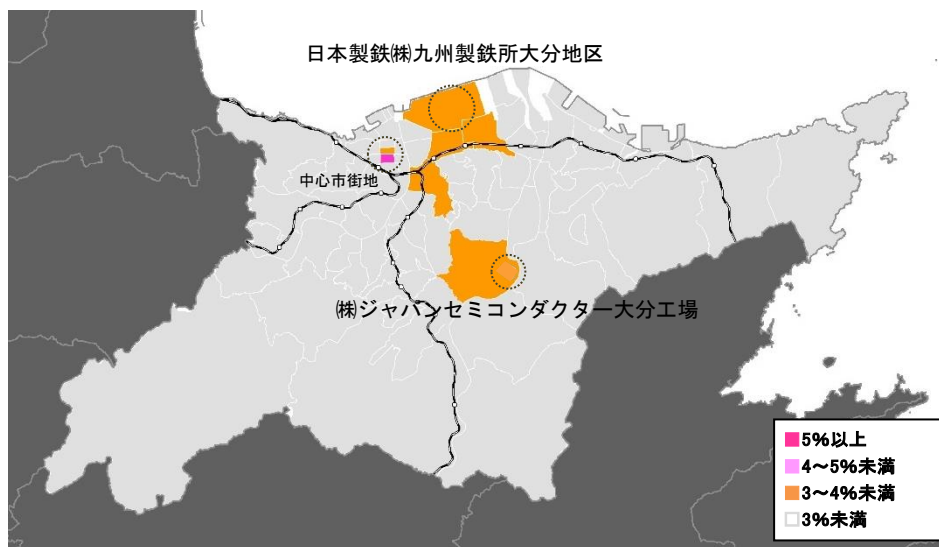 日本製鉄㈱九州製鉄所大分地区
中心市街地
㈱ジャパンセミコンダクター大分工場
5%以上
4～5%未満
3～4%未満
3%未満